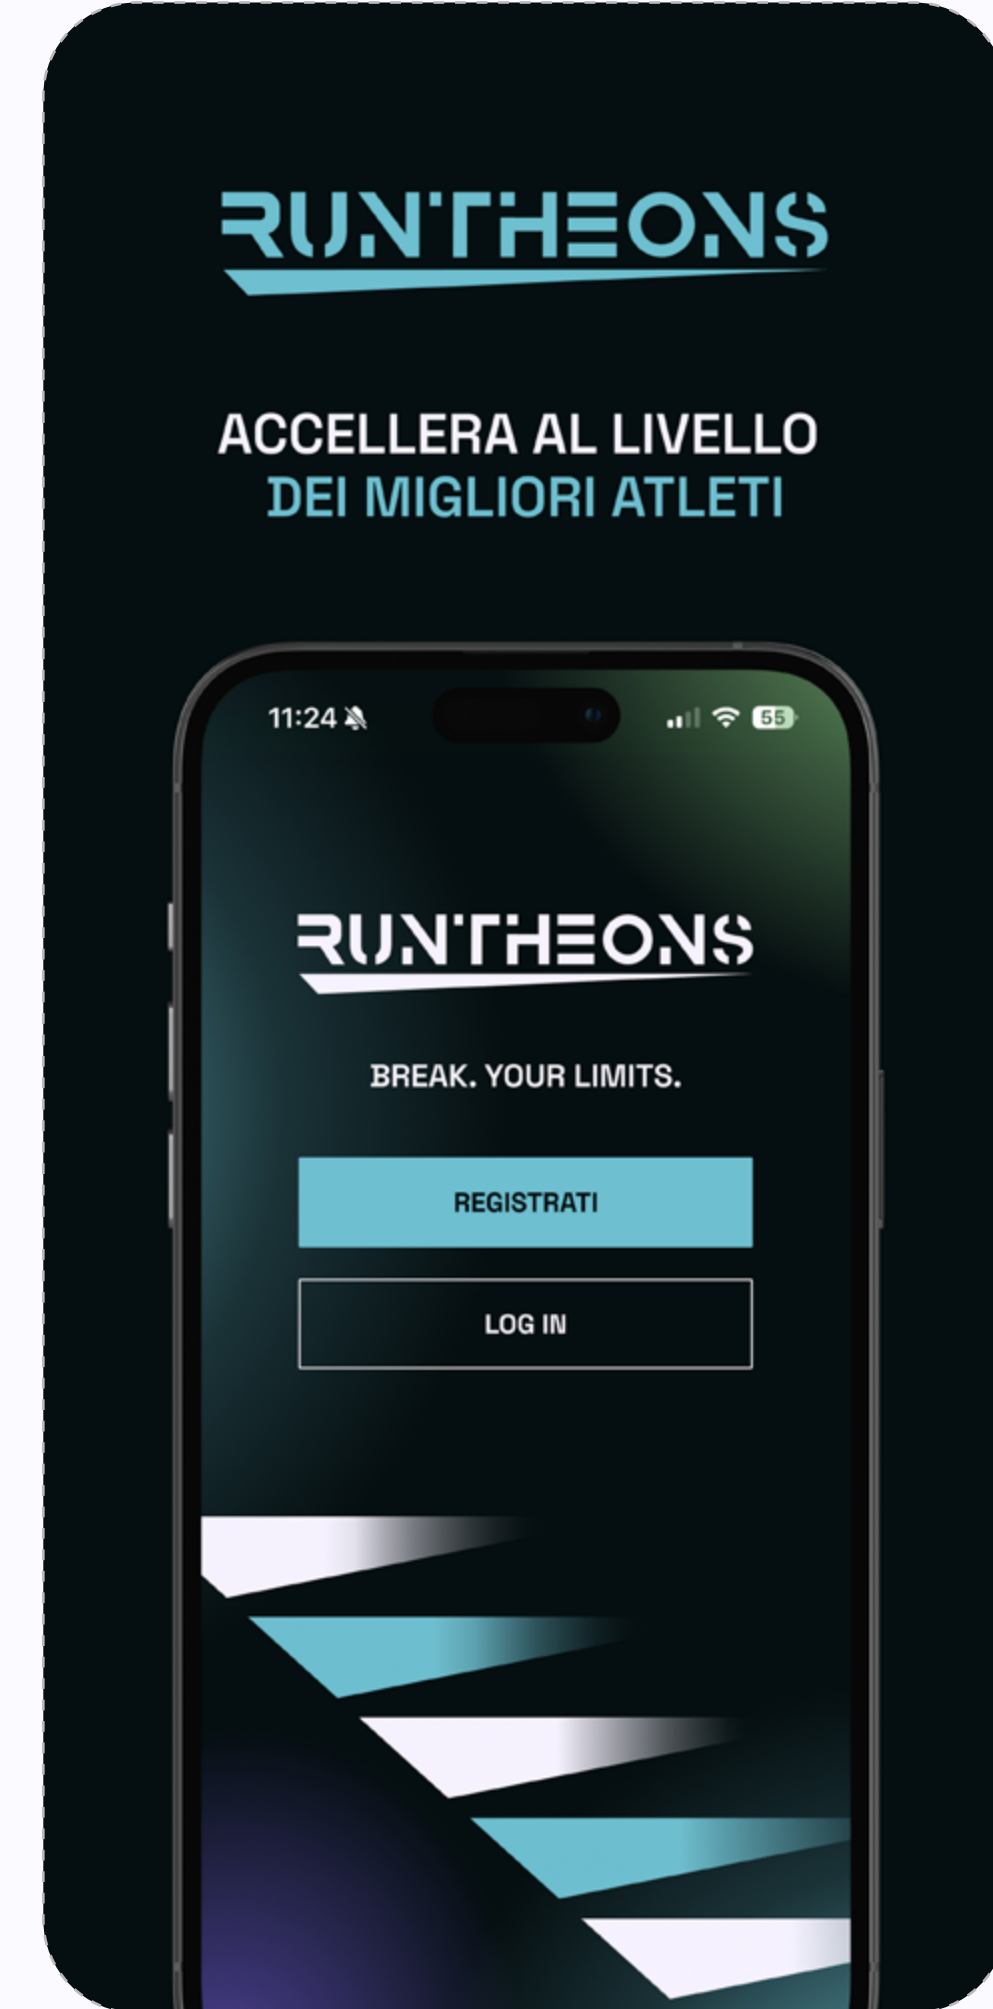 RUNTHEONS
ACCELLERA AL LIVELLO
DEI MIGLIORI ATLETI
11:24
55
RUNTHEONS
BREAK. YOUR LIMITS.
REGISTRATI
LOG IN